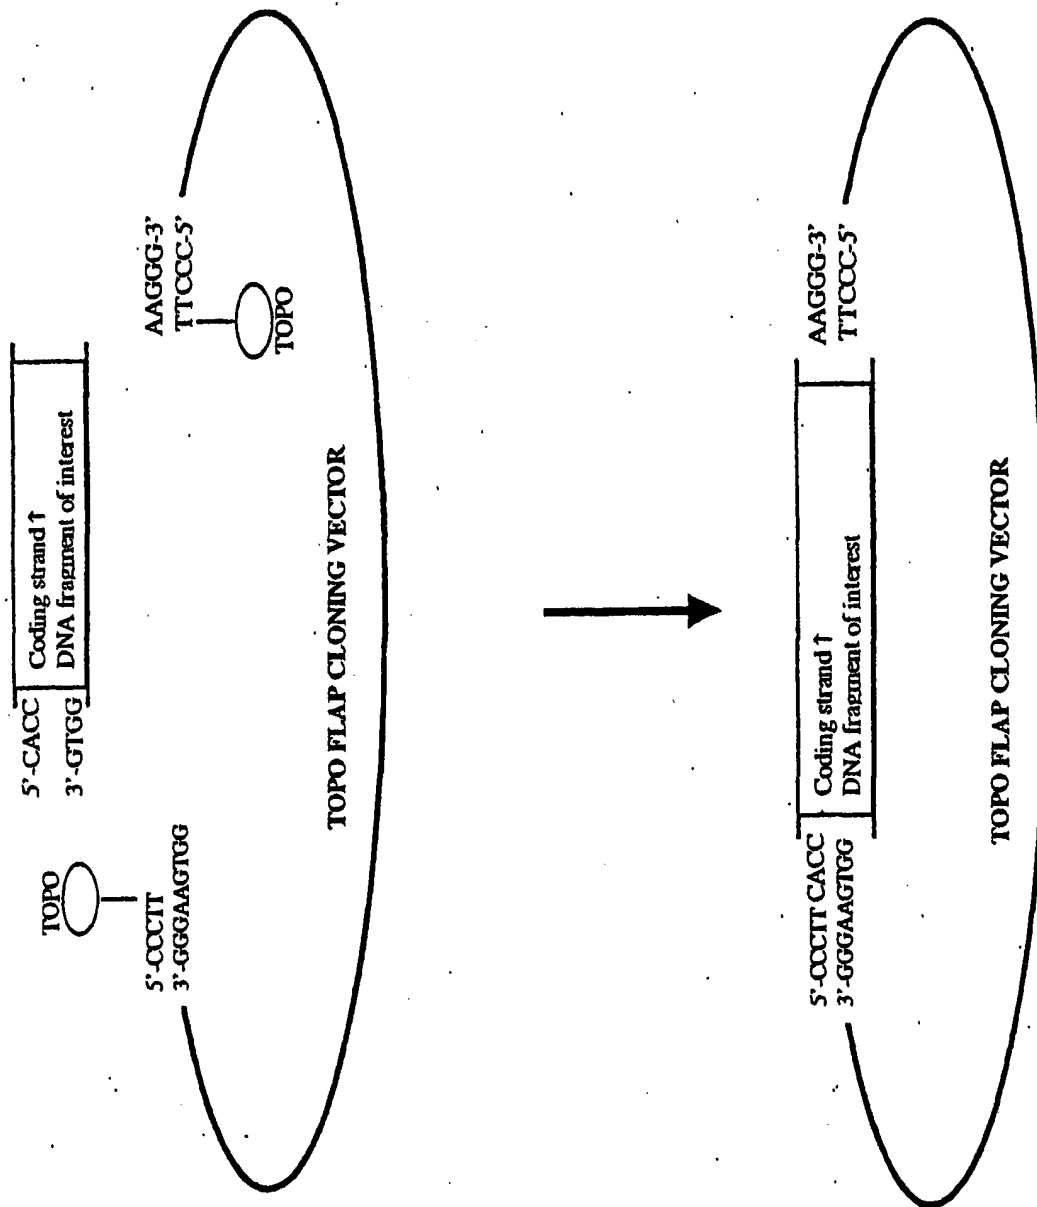 5'-CACC
3'-GTGG
Coding strand ↑
DNA fragment of interest
TOPO
5'-CCCTT
3'-GGGAAGTGG
AAGGG-3'
TTCCC-5'
TOPO
TOPO FLAP CLONING VECTOR
5'-CCCTT CACC
3'-GGGAAGTGG
Coding strand ↑
DNA fragment of interest
AAGGG-3'
TTCCC-5'
TOPO FLAP CLONING VECTOR